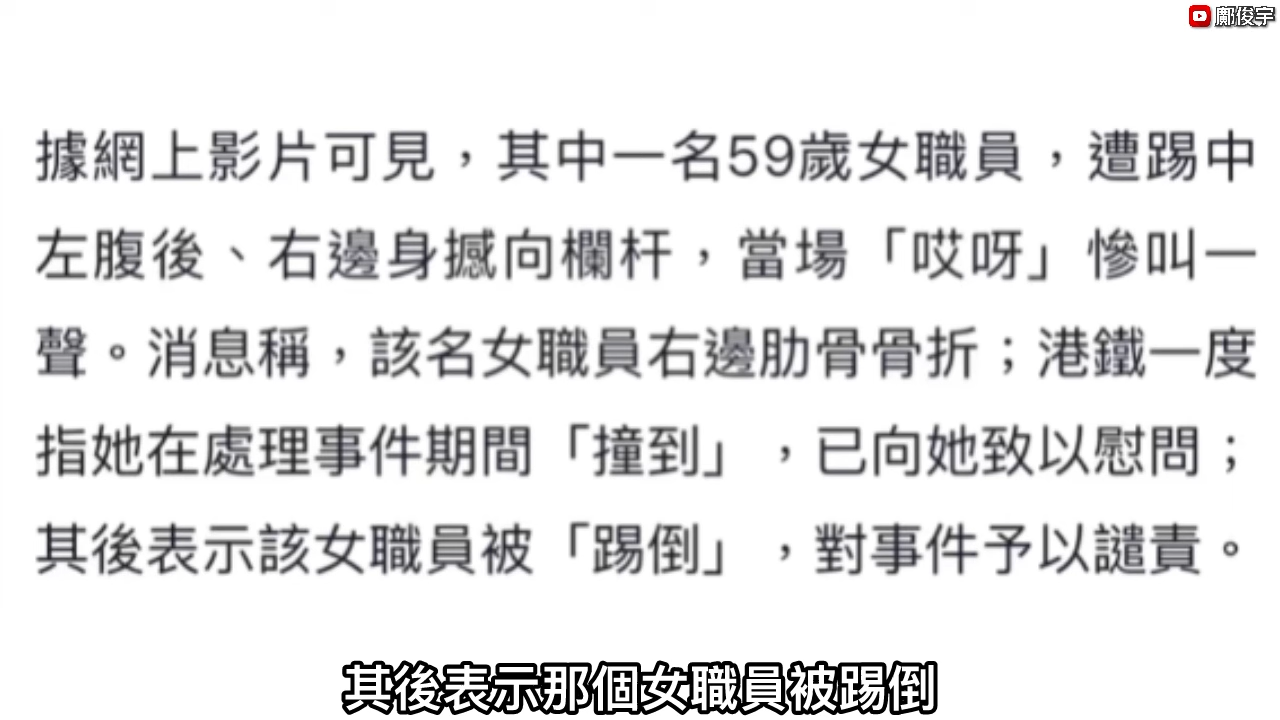 鄺俊宇
據網上影片可見，其中一名59歲女職員，遭踢中
左腹後、右邊身撼向欄杆，當場「哎呀」慘叫一
聲。消息稱，該名女職員右邊肋骨骨折；港鐵一度
指她在處理事件期間「撞到」，已向她致以慰問；
其後表示該女職員被「踢倒」，對事件予以譴責。
其後表示那個女職員被踢倒